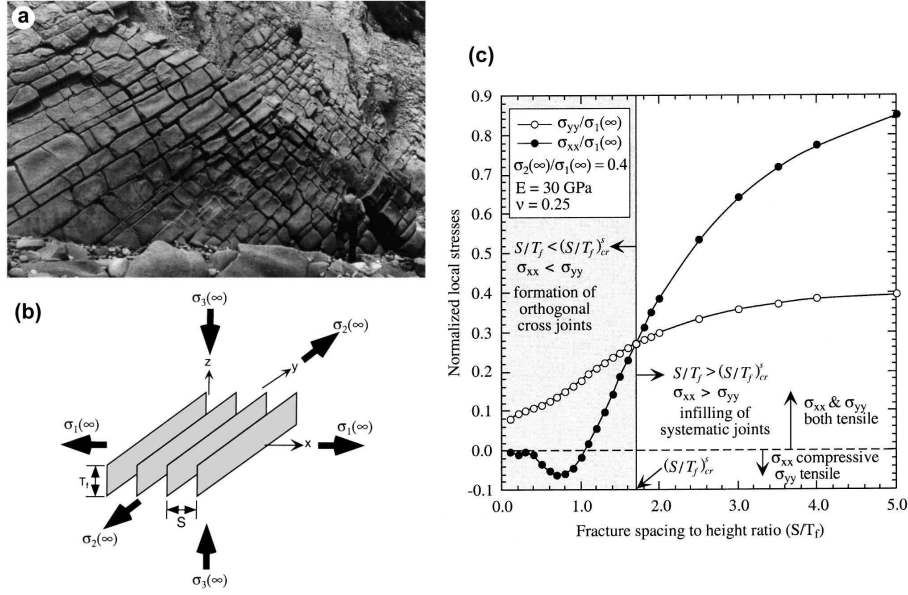 a
(b)
σ3(∞)
σ2(∞)
z
y
σ1(∞)
x
σ1(∞)
Tf
S
σ2(∞)
σ3(∞)
(c)
0.9
0.8
0.7
0.6
0.5
0.4
0.3
0.2
0.1
0.0
-0.1
Normalized local stresses
σyy/σ1(∞)
σxx/σ1(∞)
σ2(∞)/σ1(∞) = 0.4
E = 30 GPa
ν = 0.25
S/Tf < (S/Tf)scr
σxx < σyy
formation of
orthogonal
cross joints
S/Tf > (S/Tf)scr
σxx > σyy
infilling of
systematic joints
σxx & σyy
both tensile
σxx compressive
σyy tensile
(S/Tf)scr
0.0 1.0 2.0 3.0 4.0 5.0
Fracture spacing to height ratio (S/Tf)